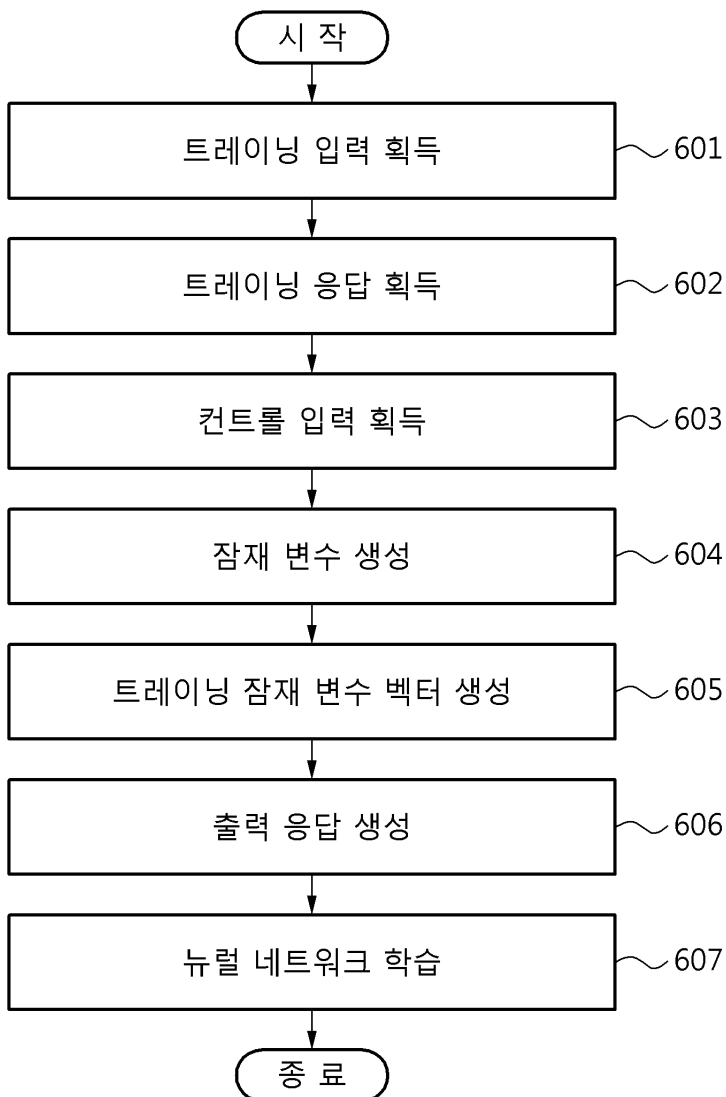 시 작
트레이닝 입력 획득 601
트레이닝 응답 획득 602
컨트롤 입력 획득 603
잠재 변수 생성 604
트레이닝 잠재 변수 벡터 생성 605
출력 응답 생성 606
뉴럴 네트워크 학습 607
종 료